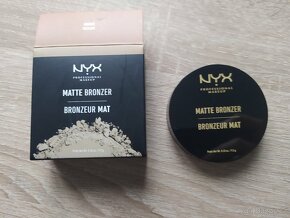 NYX
PROFESSIONAL MAKEUP
MATTE BRONZER
BRONZEUR MAT
NYX
PROFESSIONAL MAKEUP
MATTE BRONZER
BRONZEUR MAT